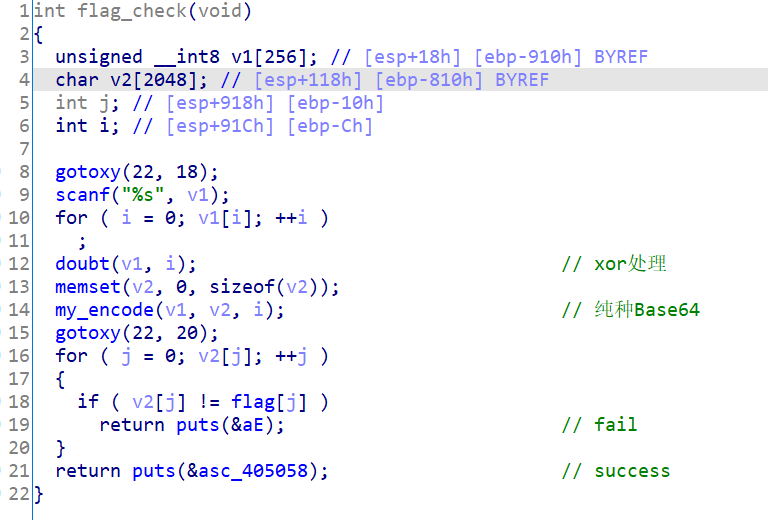 1 int flag_check(void)
2 {
3   unsigned __int8 v1[256]; // [esp+18h] [ebp-910h] BYREF
4   char v2[2048]; // [esp+118h] [ebp-810h] BYREF
5   int j; // [esp+918h] [ebp-10h]
6   int i; // [esp+91Ch] [ebp-Ch]
7
8   gotoxy(22, 18);
9   scanf("%s", v1);
10   for ( i = 0; v1[i]; ++i )
11     ;
12   doubt(v1, i);                                  // xor处理
13   memset(v2, 0, sizeof(v2));
14   my_encode(v1, v2, i);                          // 纯种Base64
15   gotoxy(22, 20);
16   for ( j = 0; v2[j]; ++j )
17   {
18     if ( v2[j] != flag[j] )
19       return puts(&aE);                          // fail
20   }
21   return puts(&asc_405058);                      // success
22 }